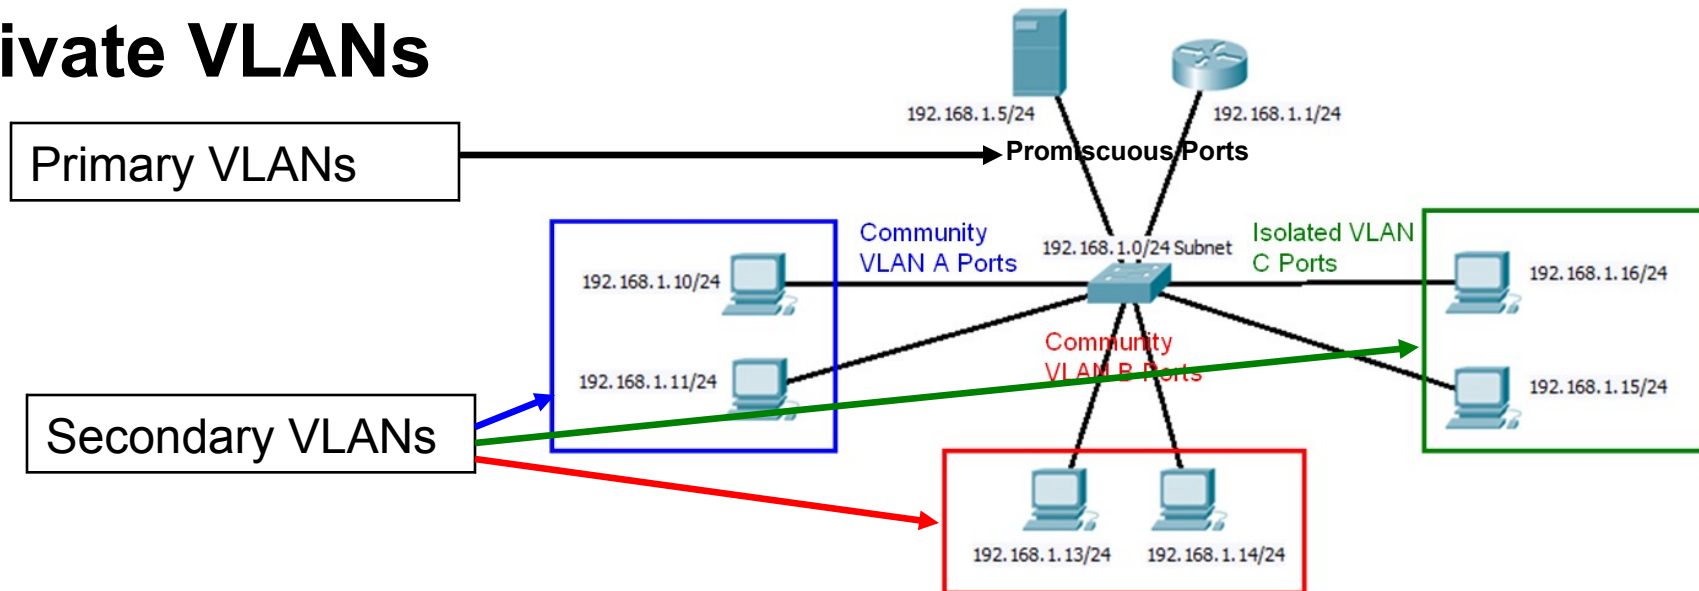 ivate VLANs
192.168.1.5/24
192.168.1.1/24
Primary VLANs
Promiscuous Ports
Community
VLAN A Ports
192.168.1.0/24 Subnet
Isolated VLAN
C Ports
192.168.1.10/24
192.168.1.16/24
Community
VLAN B Ports
192.168.1.11/24
192.168.1.15/24
Secondary VLANs
192.168.1.13/24
192.168.1.14/24